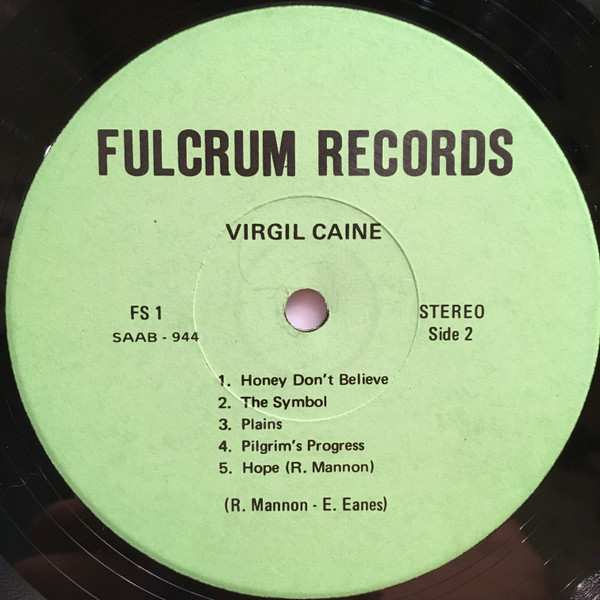 FULCRUM RECORDS
VIRGIL CAINE
FS 1
SAAB - 944
STEREO
Side 2
1. Honey Don't Believe
2. The Symbol
3. Plains
4. Pilgrim's Progress
5. Hope (R. Mannon)
(R. Mannon - E. Eanes)